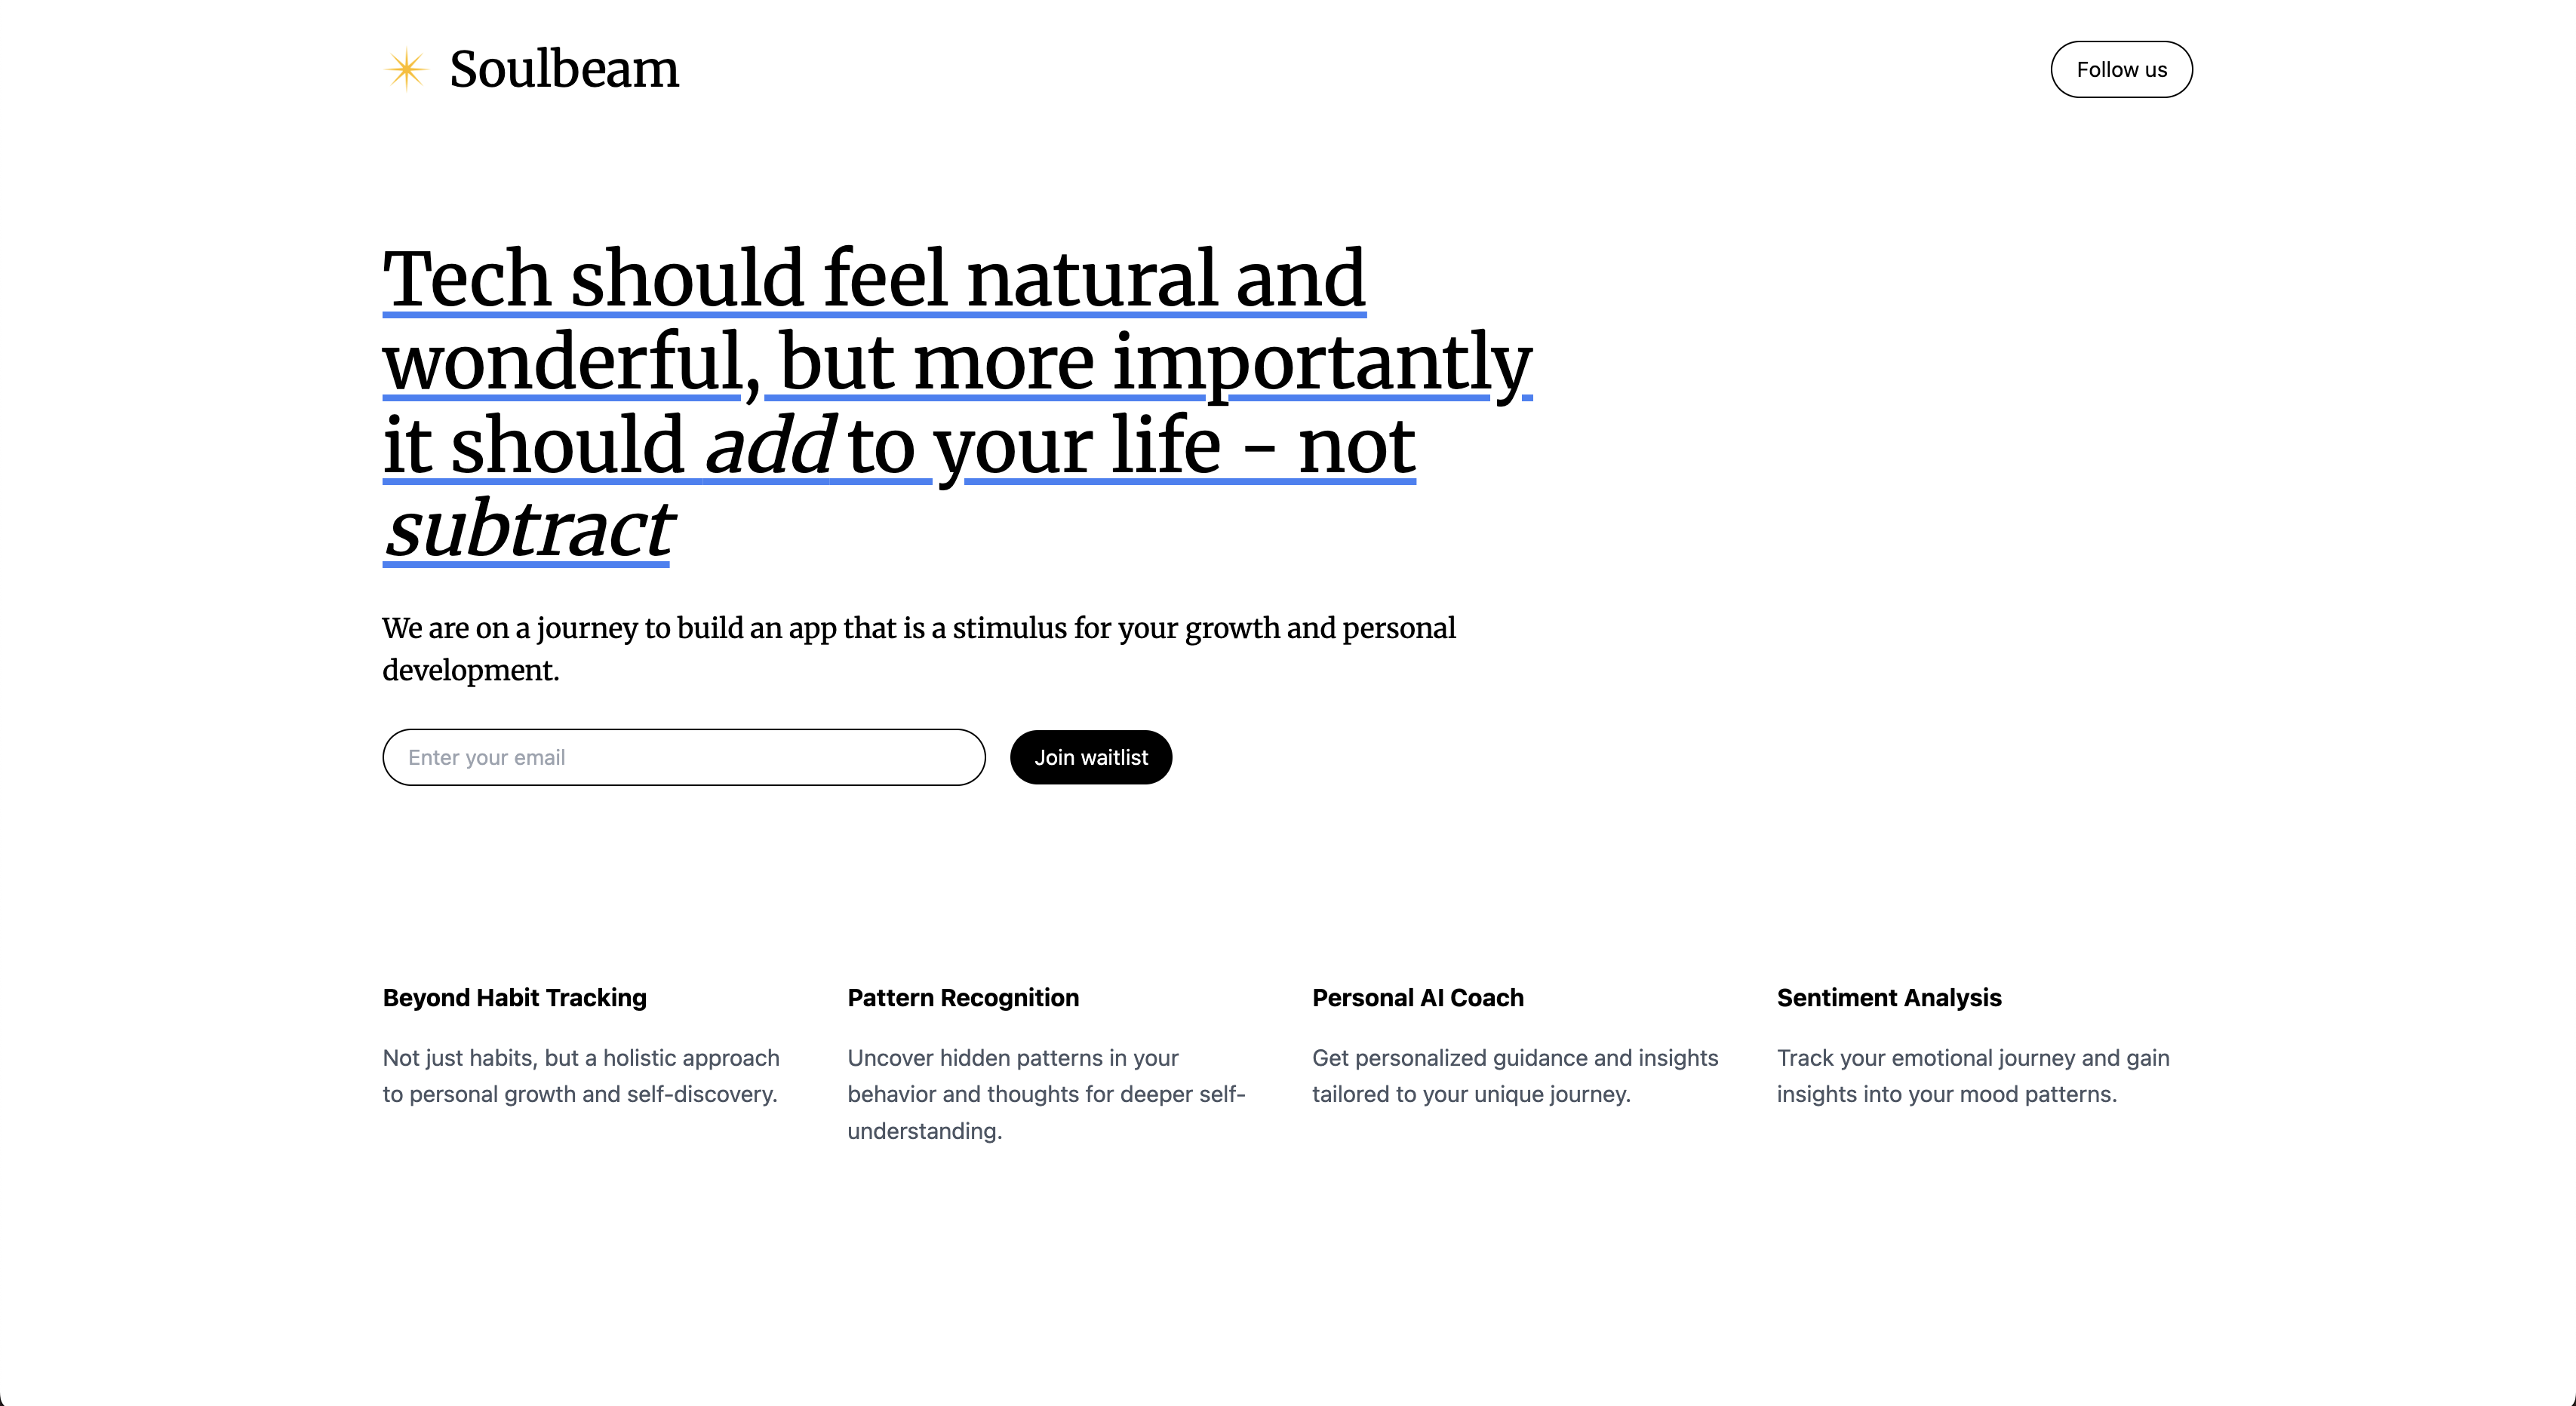 Soulbeam
Follow us
Tech should feel natural and
wonderful, but more importantly
it should add to your life - not
subtract
We are on a journey to build an app that is a stimulus for your growth and personal
development.
Enter your email
Join waitlist
Beyond Habit Tracking
Not just habits, but a holistic approach
to personal growth and self-discovery.
Pattern Recognition
Uncover hidden patterns in your
behavior and thoughts for deeper self-
understanding.
Personal AI Coach
Get personalized guidance and insights
tailored to your unique journey.
Sentiment Analysis
Track your emotional journey and gain
insights into your mood patterns.